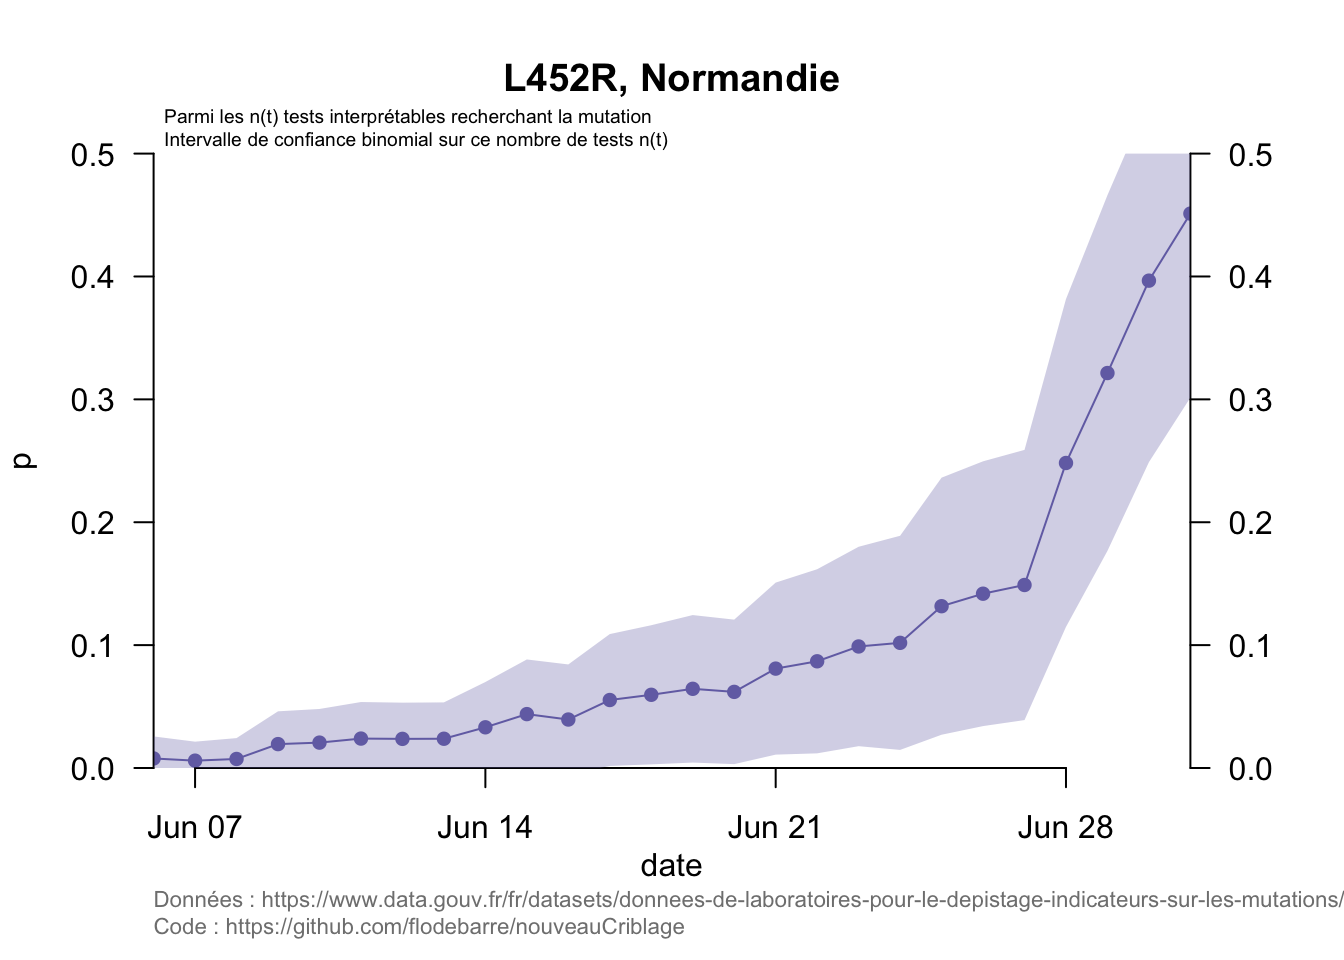 L452R, Normandie
Parmi les n(t) tests interprétables recherchant la mutation
Intervalle de confiance binomial sur ce nombre de tests n(t)
0.5 0.5
0.4 0.4
0.3 0.3
p
0.2 0.2
0.1 0.1
0.0 0.0
Jun 07 Jun 14 Jun 21 Jun 28
date
Données : https://www.data.gouv.fr/fr/datasets/donnees-de-laboratoires-pour-le-depistage-indicateurs-sur-les-mutations/
Code : https://github.com/flodebarre/nouveauCriblage